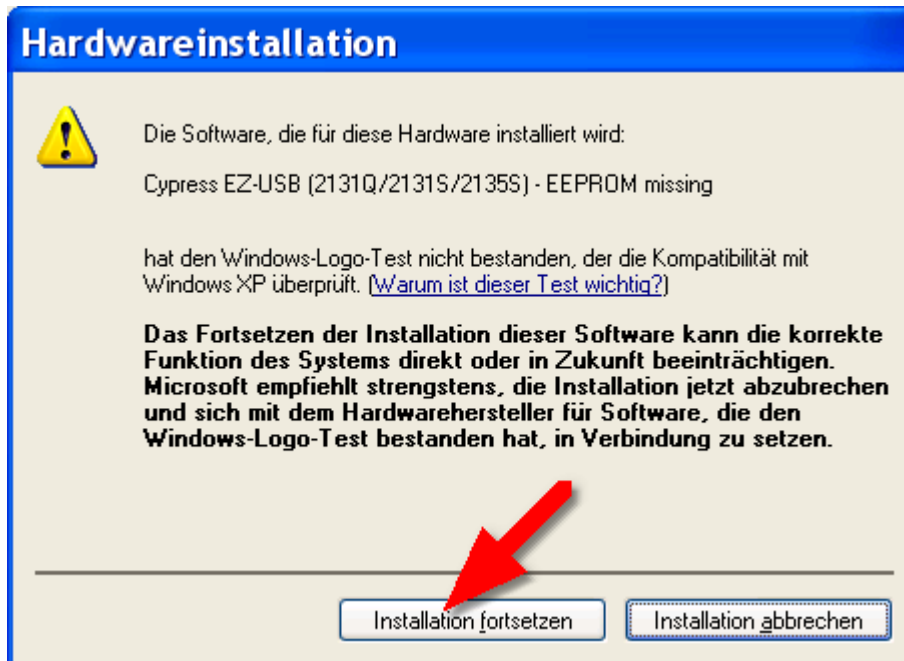 Hardwareinstallation
Die Software, die für diese Hardware installiert wird:
Cypress EZ-USB (2131Q/2131S/2135S) - EEPROM missing
hat den Windows-Logo-Test nicht bestanden, der die Kompatibilität mit
Windows XP überprüft. (Warum ist dieser Test wichtig?)
Das Fortsetzen der Installation dieser Software kann die korrekte
Funktion des Systems direkt oder in Zukunft beeinträchtigen.
Microsoft empfiehlt strengstens, die Installation jetzt abzubrechen
und sich mit dem Hardwarehersteller für Software, die den
Windows-Logo-Test bestanden hat, in Verbindung zu setzen.
Installation fortsetzen
Installation abbrechen